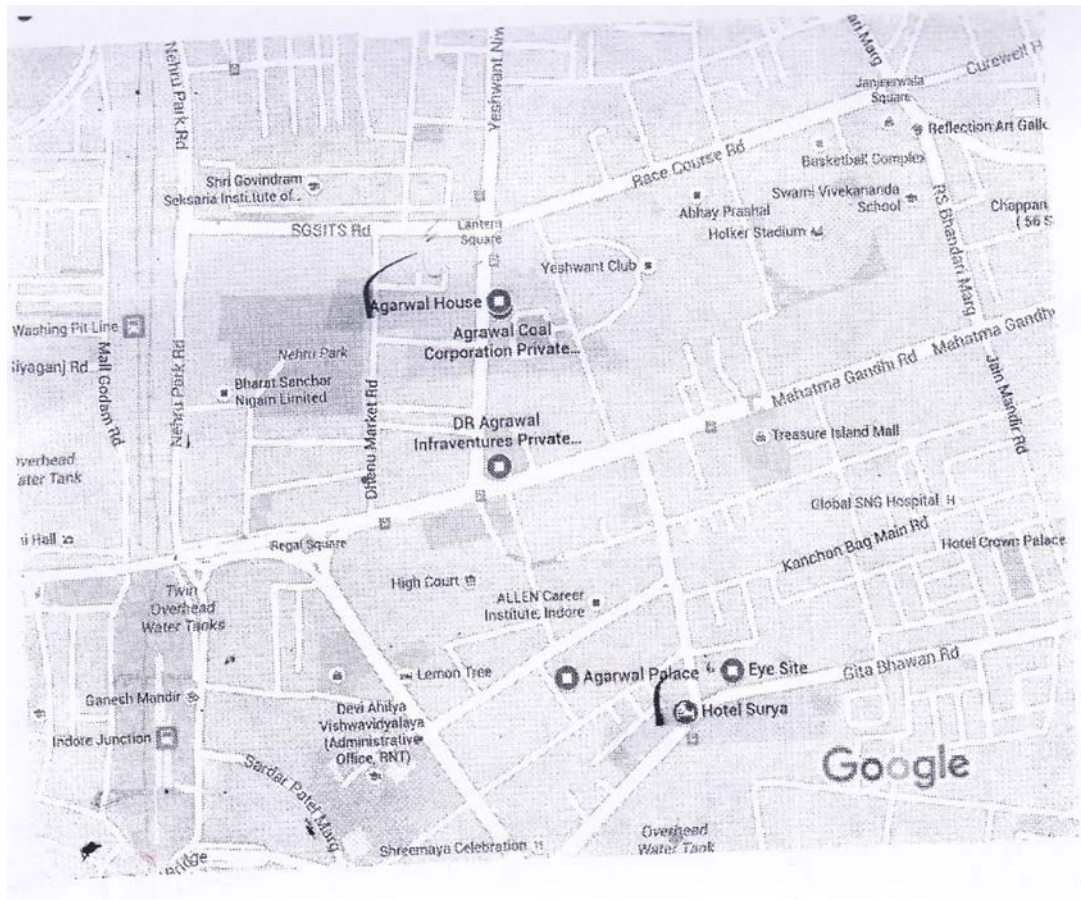 Nehru Park Rd
Yeshwant Niw
ari Marg
Curewell H
Janjeerwala
Square
Reflection Art Galk
Basketball Complex
Race Course Rd
Shri Govindram
Seksaria Institute of...
Swami Vivekananda
School
Abhay Prashal
Chappan
( 56 S
RS Bhandari Marg
SGSITS Rd
Lantern
Square
Holker Stadium
Yeshwant Club
Agarwal House
Washing Pit Line
Agrawal Coal
Corporation Private...
Mahatma Gandhi Rd
Mahatma Gandh
Siyaganj Rd
Mall Godam Rd
Nehru Park Rd
Nehru Park
Jain Mandir Rd
Bharat Sanchar
Nigam Limited
Dhenu Market Rd
DR Agrawal
Infraventures Private...
Treasure Island Mall
Overhead
ater Tank
Global SNG Hospital H
i Hall
Regal Square
Kanchan Bag Main Rd
Hotel Crown Palace
High Court
Twin
Overhead
Water Tanks
ALLEN Career
Institute, Indore
Lemon Tree
Agarwal Palace
Eye Site
Gita Bhawan Rd
Ganesh Mandir
Devi Ahilya
Vishwavidyalaya
(Administrative
Office, RNT)
Hotel Surya
Indore Junction
Google
Sardar Patel Marg
Shreemaya Celebration
Overhead
Water Tank